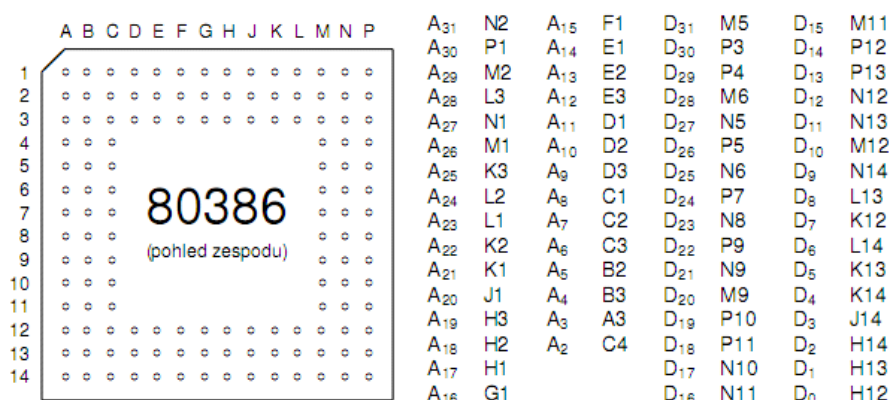 A B C D E F G H J K L M N P
1
2
3
4
5
6
7
8
9
10
11
12
13
14
80386
(pohled zespodu)
A31 N2 A15 F1 D31 M5 D15 M11
A30 P1 A14 E1 D30 P3 D14 P12
A29 M2 A13 E2 D29 P4 D13 P13
A28 L3 A12 E3 D28 M6 D12 N12
A27 N1 A11 D1 D27 N5 D11 N13
A26 M1 A10 D2 D26 P5 D10 M12
A25 K3 A9 D3 D25 N6 D9 N14
A24 L2 A8 C1 D24 P7 D8 L13
A23 L1 A7 C2 D23 N8 D7 K12
A22 K2 A6 C3 D22 P9 D6 L14
A21 K1 A5 B2 D21 N9 D5 K13
A20 J1 A4 B3 D20 M9 D4 K14
A19 H3 A3 A3 D19 P10 D3 J14
A18 H2 A2 C4 D18 P11 D2 H14
A17 H1 D17 N10 D1 H13
A16 G1 D16 N11 D0 H12